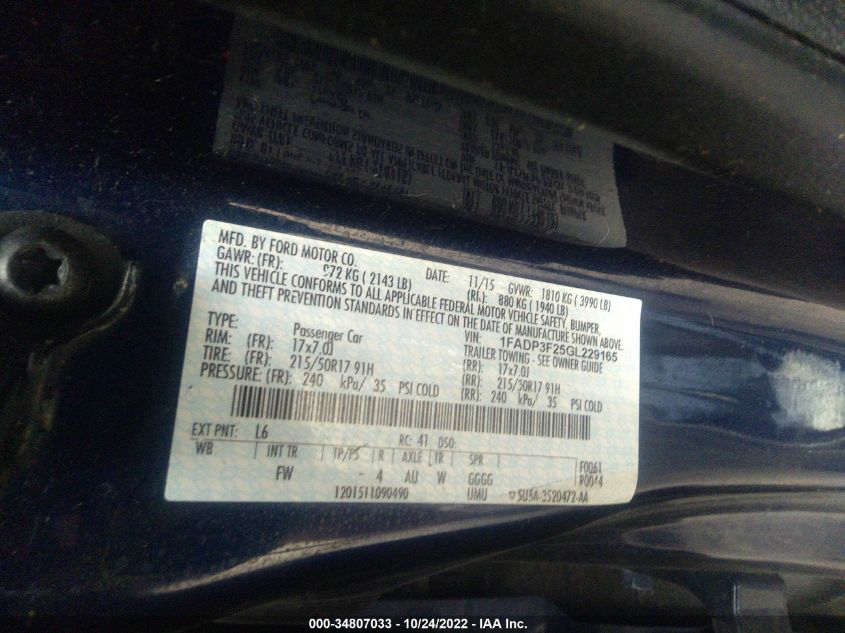 MFD. BY FORD MOTOR CO. DATE: 11/15 GVWR: 1810 KG ( 3990 LB)
GAWR: (FR): 972 KG ( 2143 LB) (RR): 880 KG ( 1940 LB)
THIS VEHICLE CONFORMS TO ALL APPLICABLE FEDERAL MOTOR VEHICLE SAFETY, BUMPER,
AND THEFT PREVENTION STANDARDS IN EFFECT ON THE DATE OF MANUFACTURE SHOWN ABOVE.
VIN: 1FADP3F25GL229165
TYPE: Passenger Car TRAILER TOWING - SEE OWNER GUIDE
RIM: (FR): 17x7.0J (RR): 17x7.0J
TIRE: (FR): 215/50R17 91H (RR): 215/50R17 91H
PRESSURE: (FR): 240 kPa/ 35 PSI COLD (RR): 240 kPa/ 35 PSI COLD
EXT PNT: L6 RC: 41 DSO:
WB INT TR TP/PS R AXLE TR SPR F0061
FW - 4 AU W GGGG R0044
1201511090490 UMU SU5A-3520472-AA
000-34807033 - 10/24/2022 - IAA Inc.